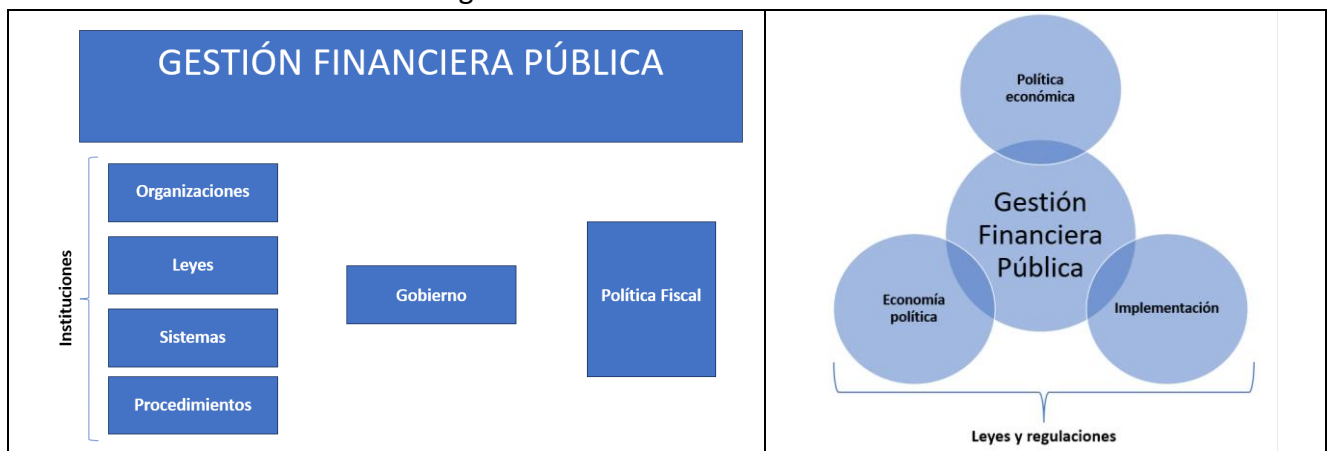 GESTIÓN FINANCIERA PÚBLICA
Instituciones
Organizaciones
Leyes
Sistemas
Procedimientos
Gobierno
Política Fiscal
Política
económica
Gestión
Financiera
Pública
Economía
política
Implementación
Leyes y regulaciones